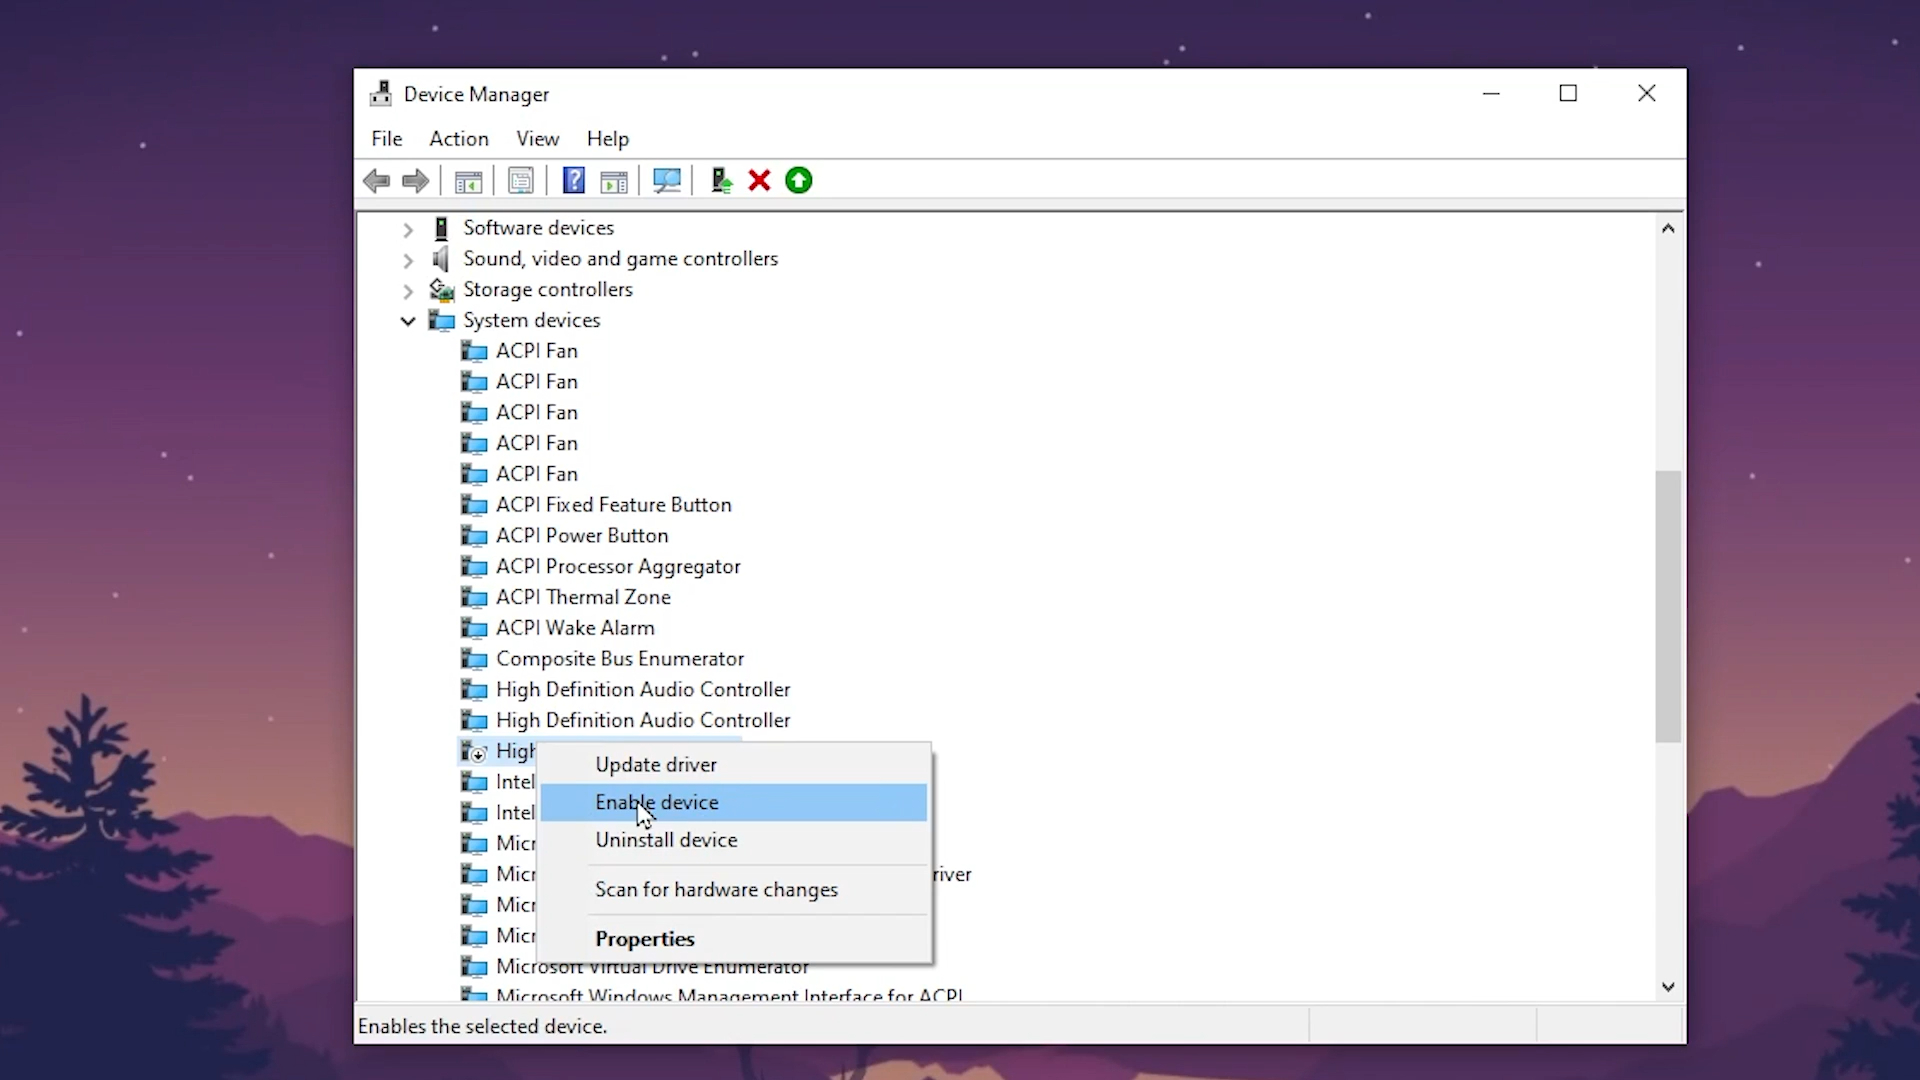 Device Manager
File Action View Help
Software devices
Sound, video and game controllers
Storage controllers
System devices
ACPI Fan
ACPI Fan
ACPI Fan
ACPI Fan
ACPI Fan
ACPI Fixed Feature Button
ACPI Power Button
ACPI Processor Aggregator
ACPI Thermal Zone
ACPI Wake Alarm
Composite Bus Enumerator
High Definition Audio Controller
High Definition Audio Controller
High
Update driver
Intel
Enable device
Intel
Uninstall device
Micr
Micr river
Scan for hardware changes
Micr
Micr
Properties
Microsoft Virtual Drive Enumerator
Microsoft Windows Management Interface for ACPI
Enables the selected device.